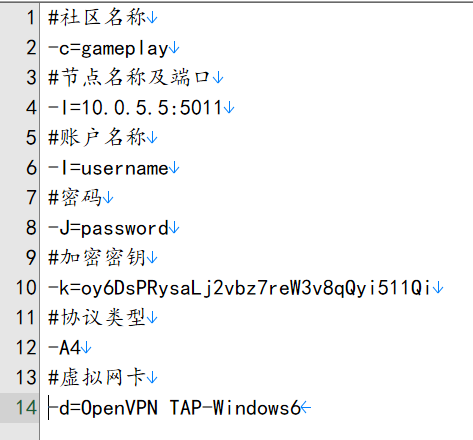 1 #社区名称↓
2 -c=gameplay↓
3 #节点名称及端口↓
4 -l=10.0.5.5:5011↓
5 #账户名称↓
6 -I=username↓
7 #密码↓
8 -J=password↓
9 #加密密钥↓
10 -k=oy6DsPRysaLj2vbz7reW3v8qQyi511Qi↓
11 #协议类型↓
12 -A4↓
13 #虚拟网卡↓
14 -d=OpenVPN TAP-Windows6←